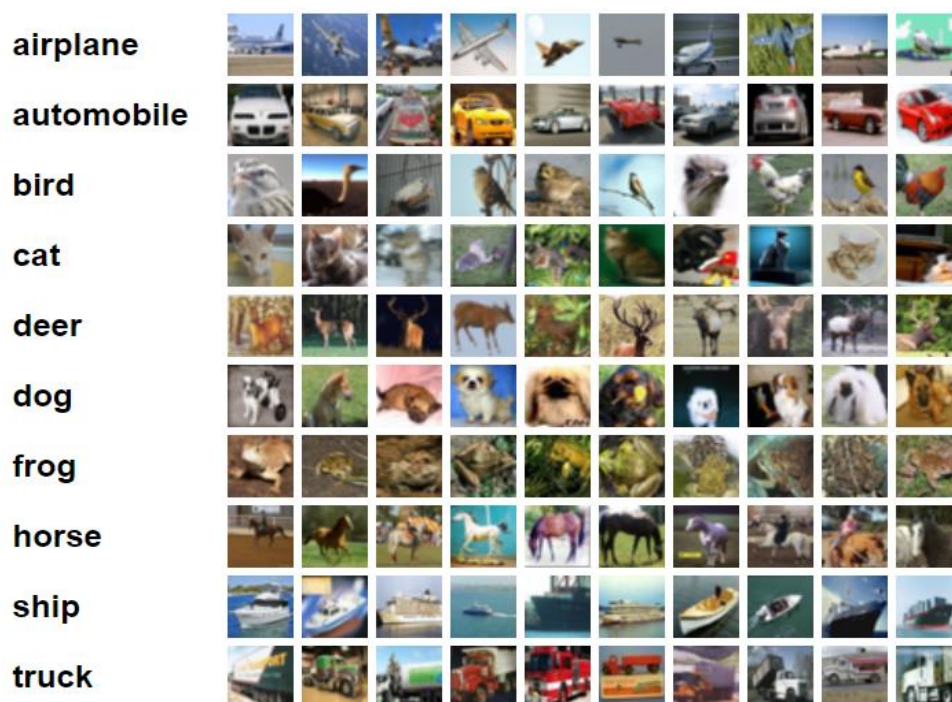 airplane
automobile
bird
cat
deer
dog
frog
horse
ship
truck